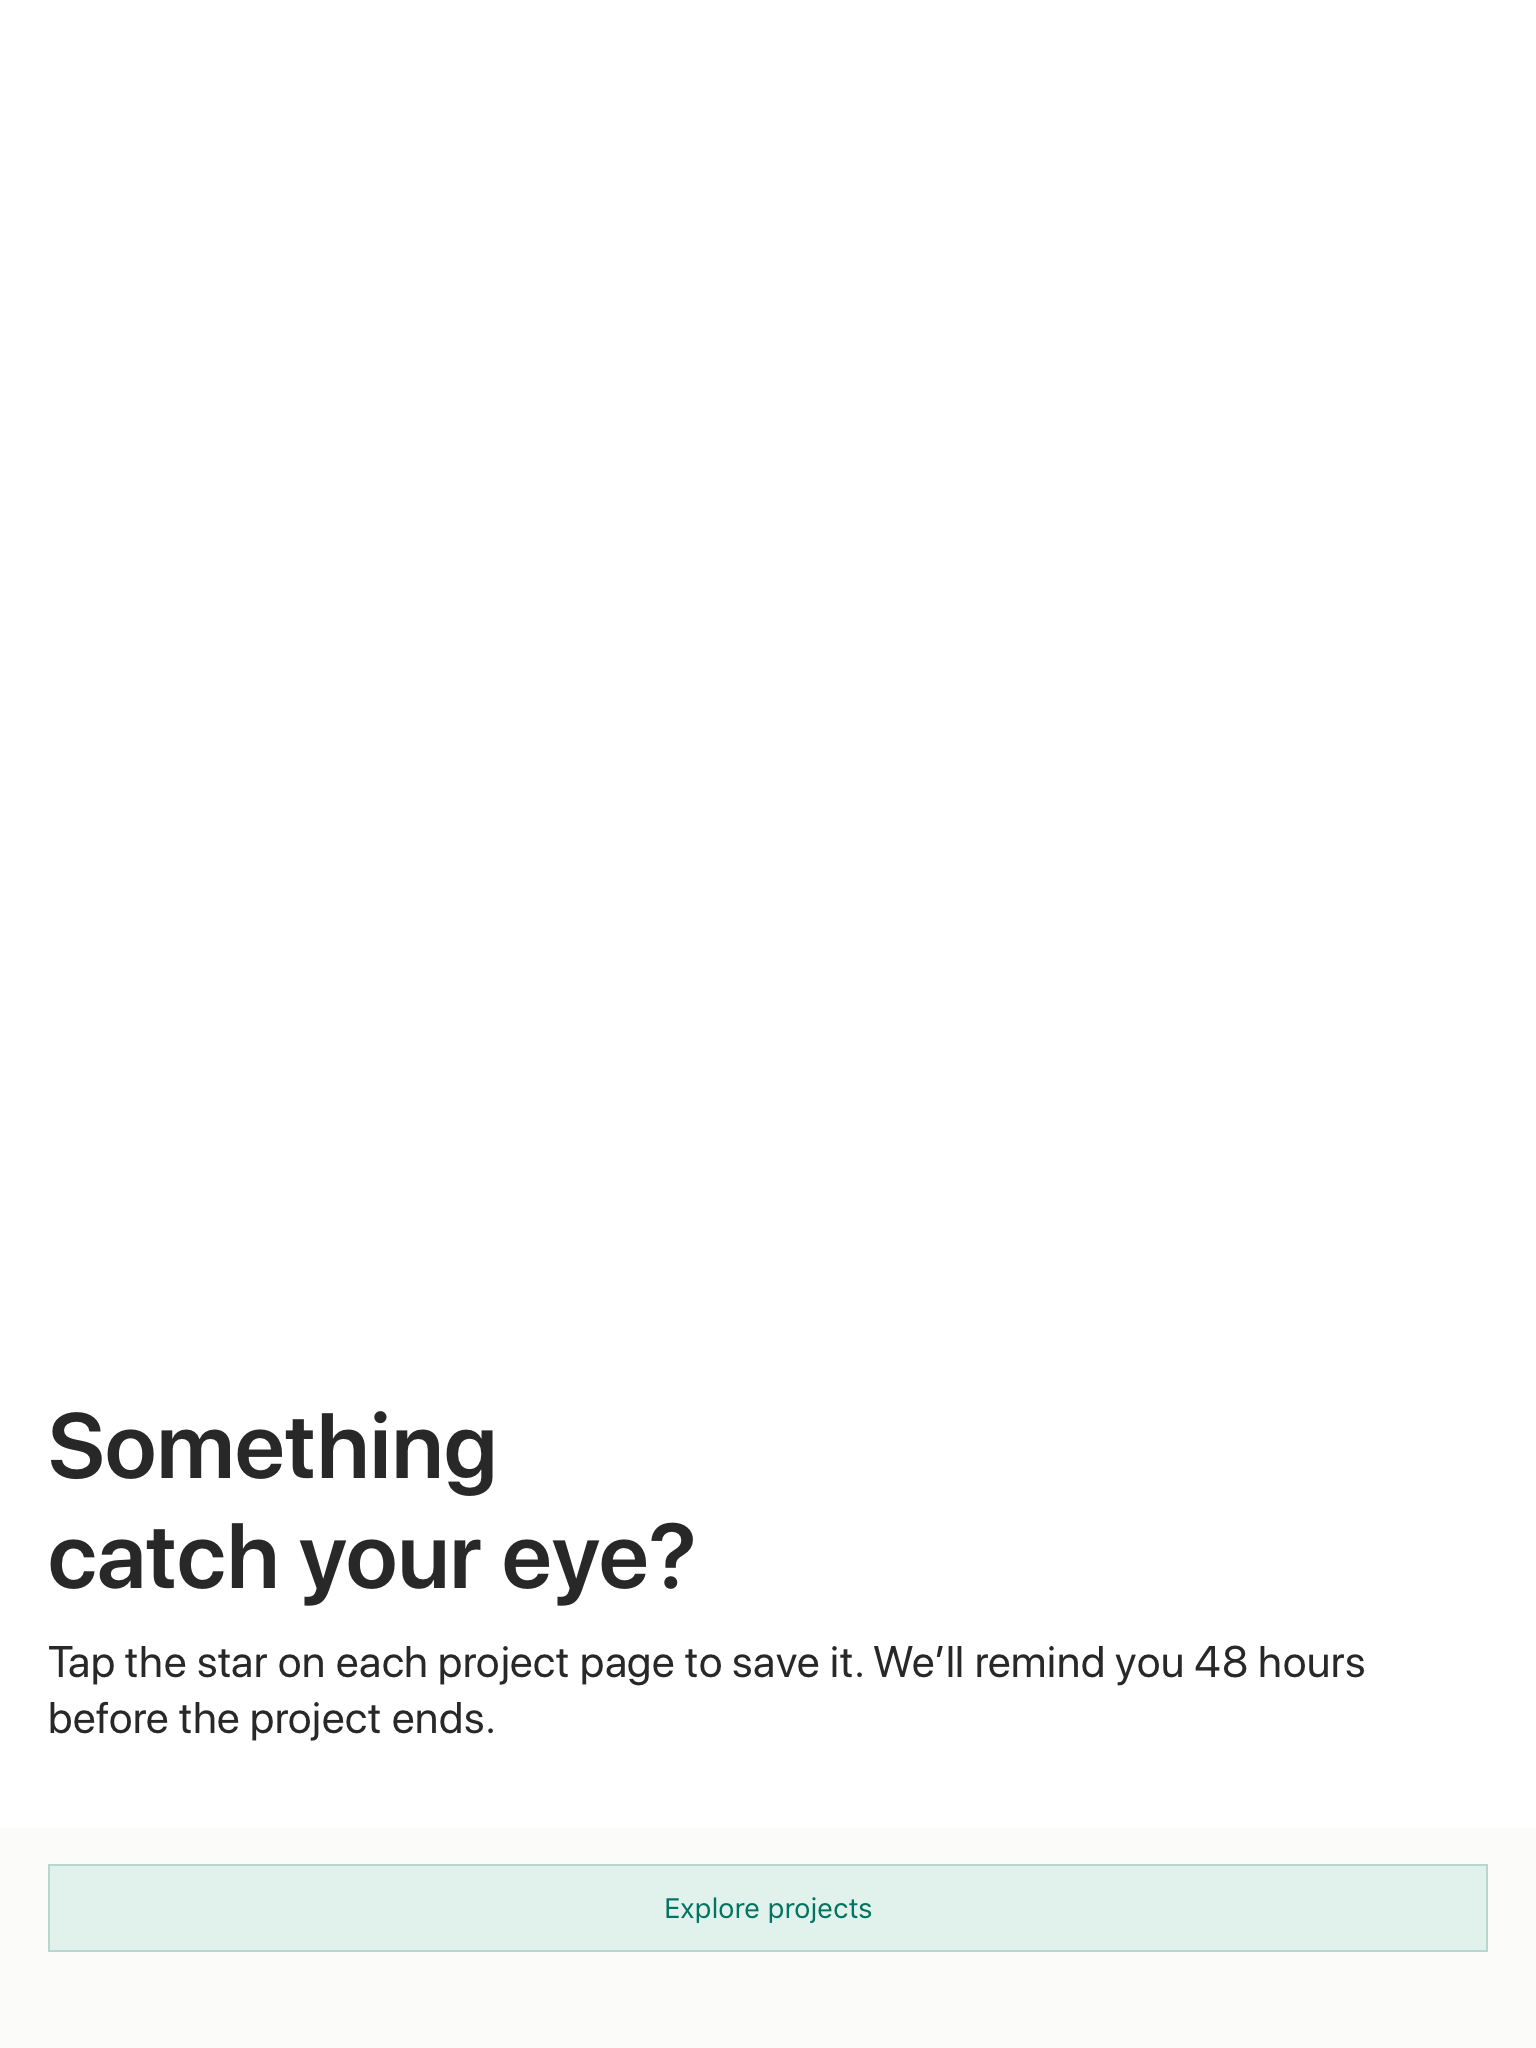 Something
catch your eye?
Tap the star on each project page to save it. We’ll remind you 48 hours
before the project ends.
Explore projects